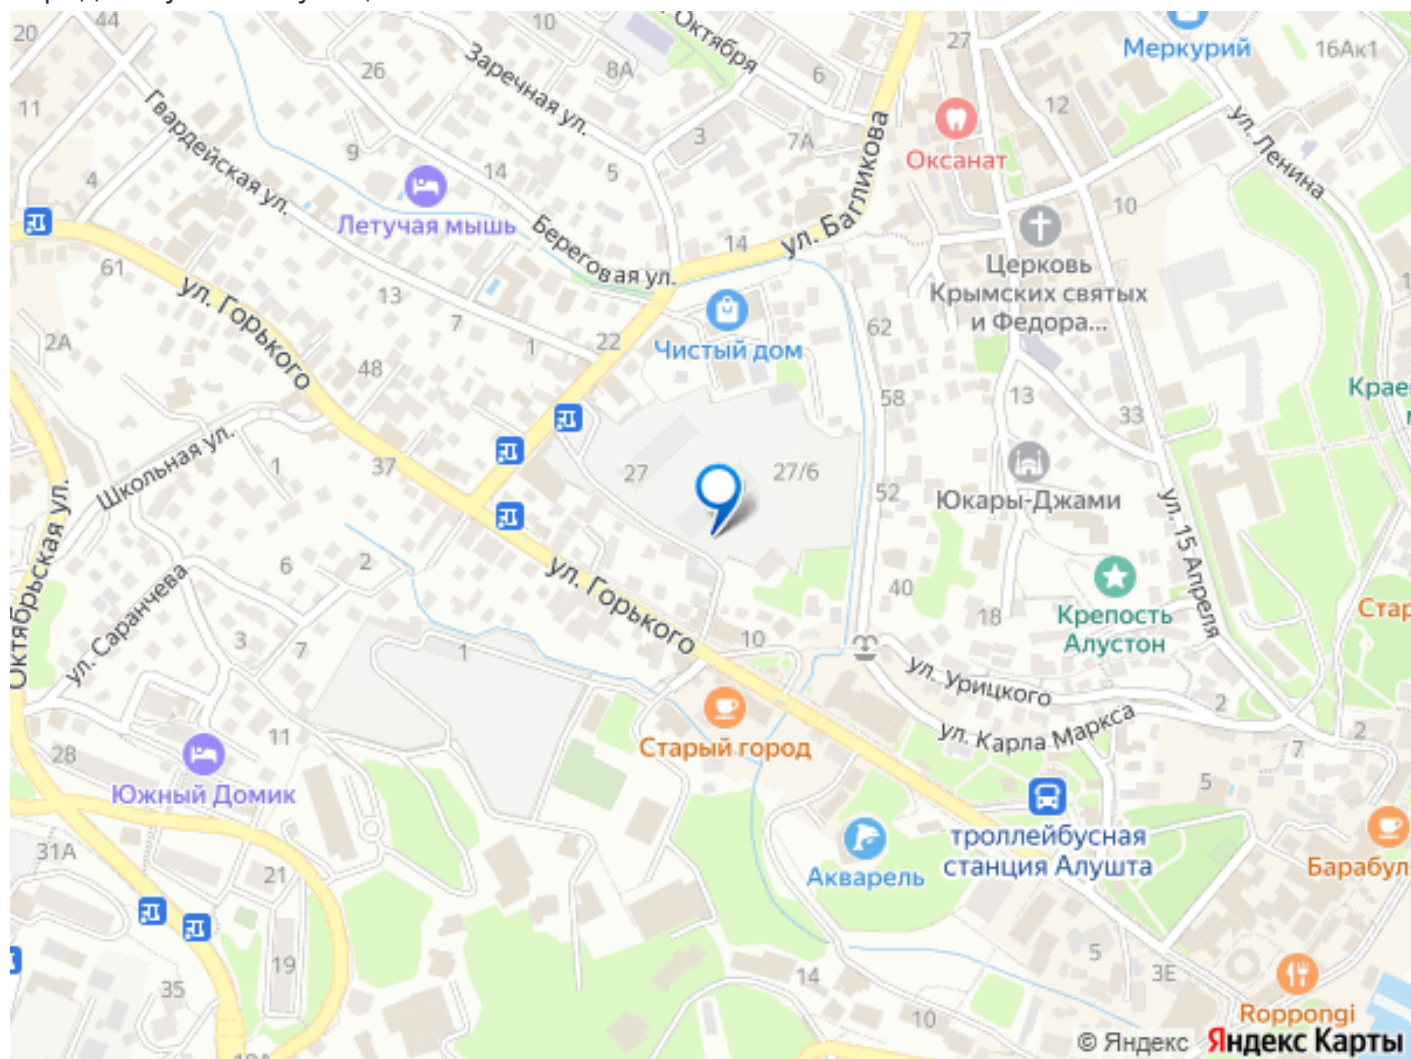 44
20
10
Октября
27
Меркурий
16Ак1
26
Заречная ул.
8А
6
11
Гвардейская ул.
12
ул. Ленина
9
14
5
3
7А
Оксанат
4
Летучая мышь
Береговая ул.
14
ул. Багликова
10
61
ул. Горького
13
7
1
22
Церковь
Крымских святых
и Федора...
62
2А
48
Чистый дом
58
13
33
Крае
Школьная ул.
1
37
27
27/6
52
Юкары-Джами
Октябрьская ул.
6
2
ул. Горького
40
18
ул. 15 Апреля
Крепость
Алустон
Стар
ул. Саранчева
3
7
1
10
ул. Урицкого
2
2
Старый город
ул. Карла Маркса
7
28
11
5
Южный Домик
троллейбусная
станция Алушта
31А
21
Акварель
Барабул
19
35
14
5
3Е
10
Roppongi
© Яндекс Яндекс Карты